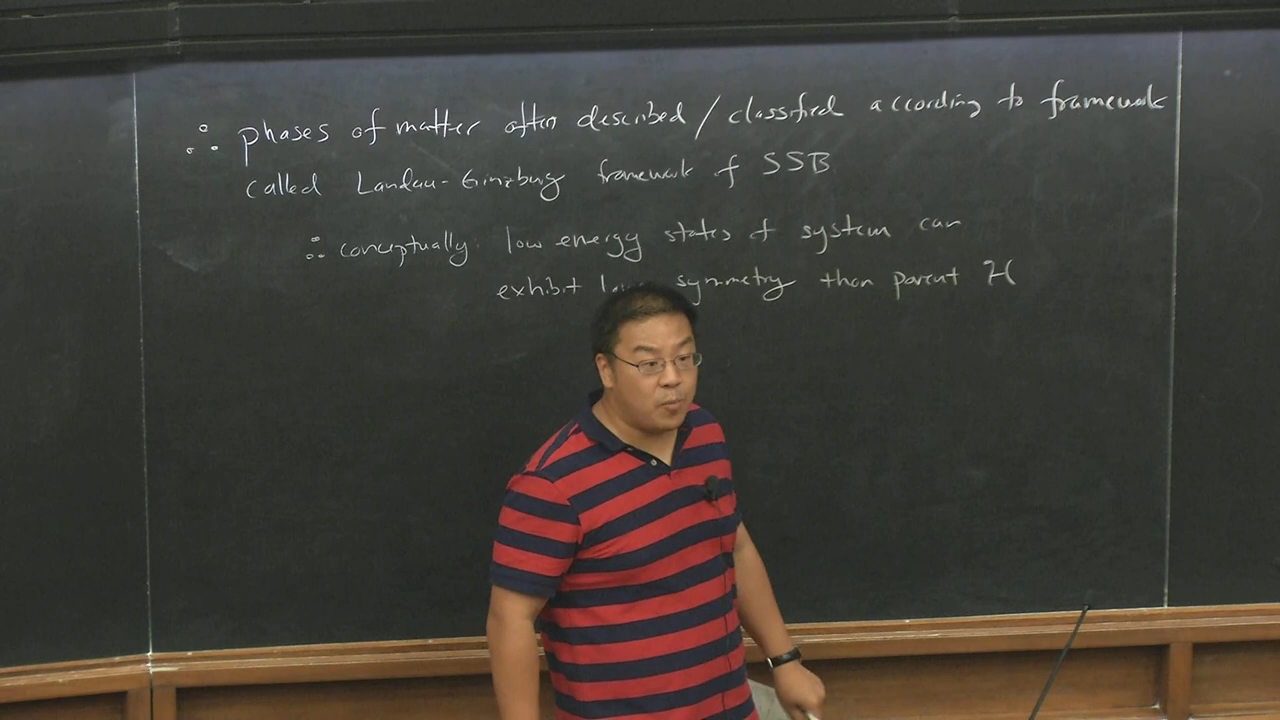 ∴ phases of matter often described / classified according to framework
called Landau-Ginzburg framework of SSB
∴ conceptually: low energy states of system can
exhibit symmetry than parent H